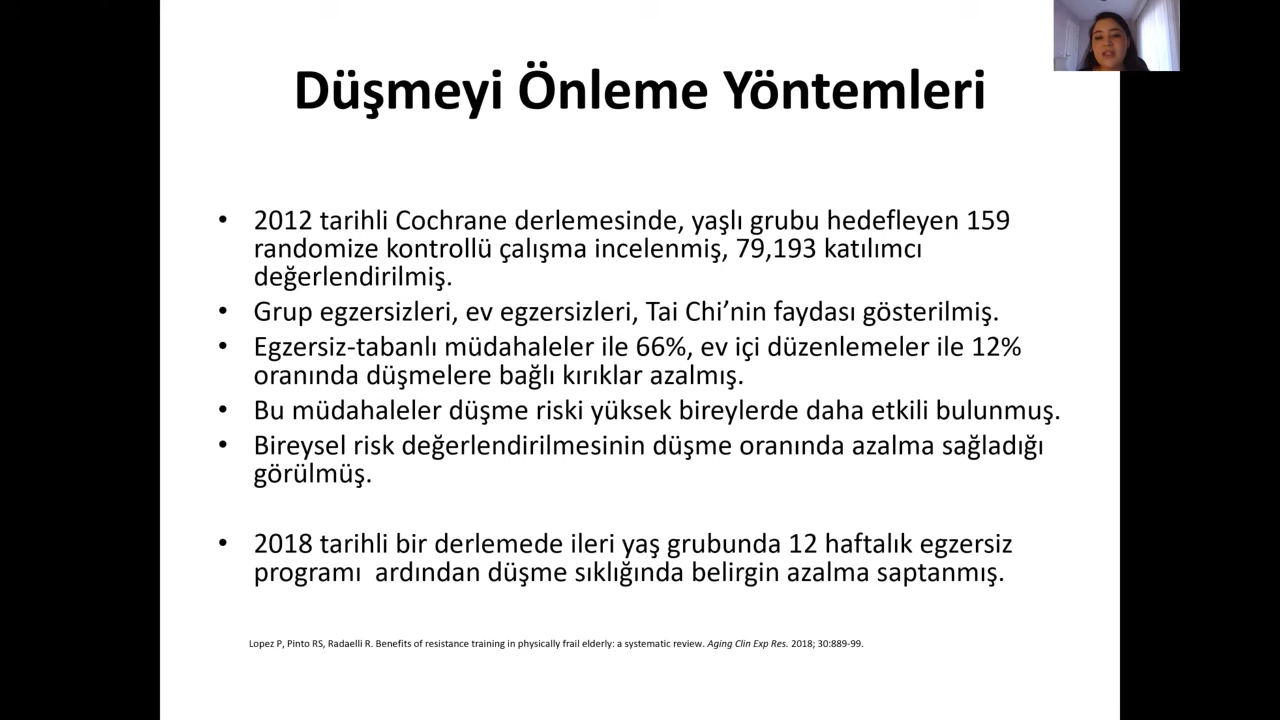 Düşmeyi Önleme Yöntemleri
• 2012 tarihli Cochrane derlemesinde, yaşlı grubu hedefleyen 159
randomize kontrollü çalışma incelenmiş, 79,193 katılımcı
değerlendirilmiş.
• Grup egzersizleri, ev egzersizleri, Tai Chi’nin faydası gösterilmiş.
• Egzersiz-tabanlı müdahaleler ile 66%, ev içi düzenlemeler ile 12%
oranında düşmelere bağlı kırıklar azalmış.
• Bu müdahaleler düşme riski yüksek bireylerde daha etkili bulunmuş.
• Bireysel risk değerlendirilmesinin düşme oranında azalma sağladığı
görülmüş.
• 2018 tarihli bir derlemede ileri yaş grubunda 12 haftalık egzersiz
programı  ardından düşme sıklığında belirgin azalma saptanmış.
Lopez P, Pinto RS, Radaelli R. Benefits of resistance training in physically frail elderly: a systematic review. Aging Clin Exp Res. 2018; 30:889-99.